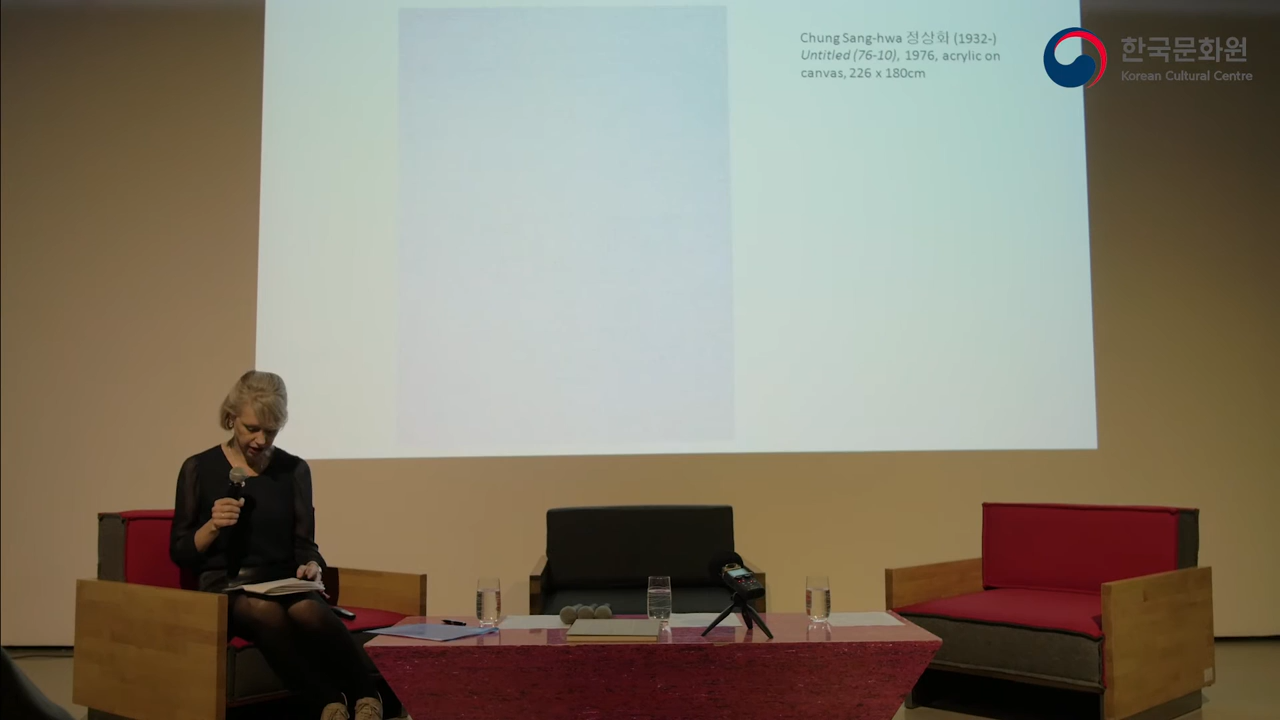 Chung Sang-hwa 정상화 (1932-)
Untitled (76-10), 1976, acrylic on
canvas, 226 x 180cm
한국문화원
Korean Cultural Centre